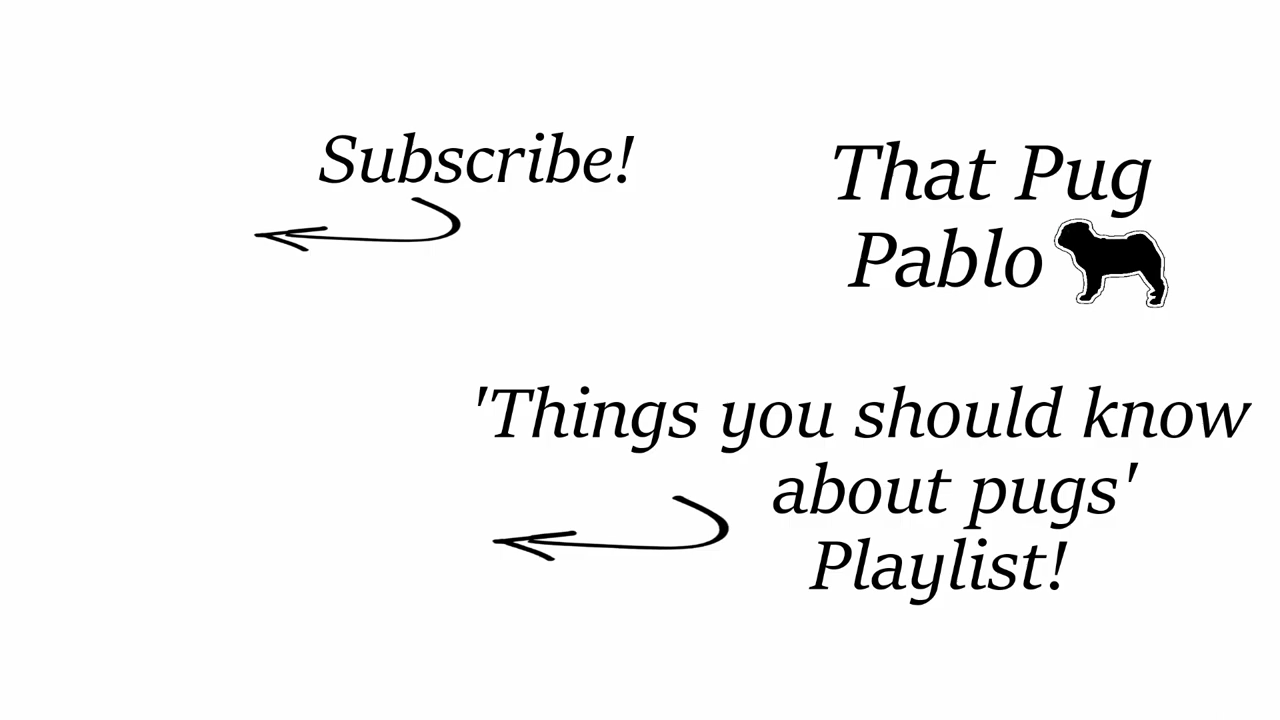 Subscribe!
That Pug
Pablo
'Things you should know
about pugs'
Playlist!